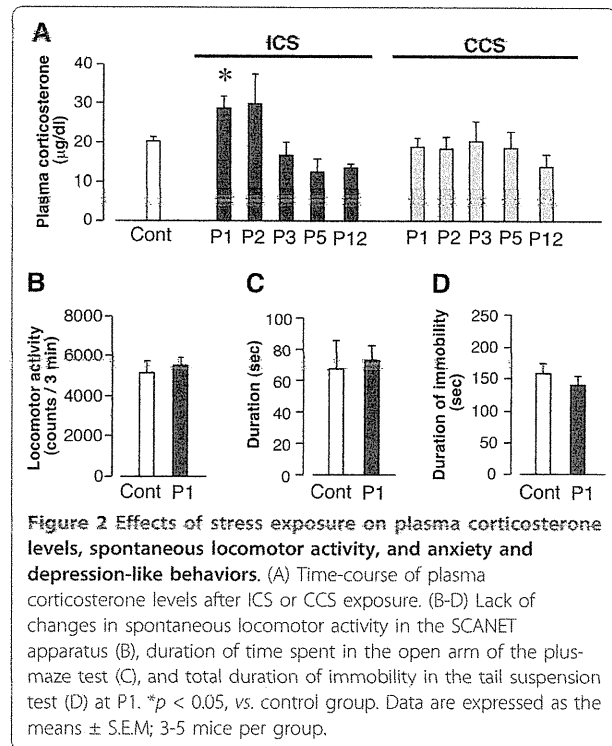 A
ICS
CCS
Plasma corticosterone
(μg/dl)
40
30
20
10
0
*
Cont
P1 P2 P3 P5 P12
P1 P2 P3 P5 P12
B
Locomotor activity
(counts / 3 min)
8000
6000
4000
2000
0
Cont P1
C
Duration (sec)
100
80
60
40
20
0
Cont P1
D
Duration of immobility
(sec)
250
200
150
100
50
0
Cont P1
Figure 2 Effects of stress exposure on plasma corticosterone
levels, spontaneous locomotor activity, and anxiety and
depression-like behaviors. (A) Time-course of plasma
corticosterone levels after ICS or CCS exposure. (B-D) Lack of
changes in spontaneous locomotor activity in the SCANET
apparatus (B), duration of time spent in the open arm of the plus-
maze test (C), and total duration of immobility in the tail suspension
test (D) at P1. *p < 0.05, vs. control group. Data are expressed as the
means ± S.E.M; 3-5 mice per group.